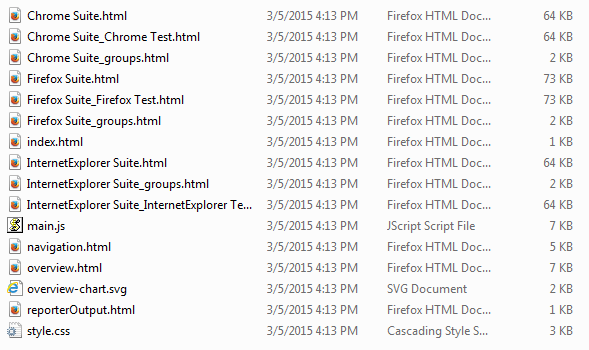 Chrome Suite.html 3/5/2015 4:13 PM Firefox HTML Doc... 64 KB
Chrome Suite_Chrome Test.html 3/5/2015 4:13 PM Firefox HTML Doc... 64 KB
Chrome Suite_groups.html 3/5/2015 4:13 PM Firefox HTML Doc... 2 KB
Firefox Suite.html 3/5/2015 4:13 PM Firefox HTML Doc... 73 KB
Firefox Suite_Firefox Test.html 3/5/2015 4:13 PM Firefox HTML Doc... 73 KB
Firefox Suite_groups.html 3/5/2015 4:13 PM Firefox HTML Doc... 2 KB
index.html 3/5/2015 4:13 PM Firefox HTML Doc... 1 KB
InternetExplorer Suite.html 3/5/2015 4:13 PM Firefox HTML Doc... 64 KB
InternetExplorer Suite_groups.html 3/5/2015 4:13 PM Firefox HTML Doc... 2 KB
InternetExplorer Suite_InternetExplorer Te... 3/5/2015 4:13 PM Firefox HTML Doc... 64 KB
main.js 3/5/2015 4:13 PM JScript Script File 7 KB
navigation.html 3/5/2015 4:13 PM Firefox HTML Doc... 5 KB
overview.html 3/5/2015 4:13 PM Firefox HTML Doc... 7 KB
overview-chart.svg 3/5/2015 4:13 PM SVG Document 2 KB
reporterOutput.html 3/5/2015 4:13 PM Firefox HTML Doc... 1 KB
style.css 3/5/2015 4:13 PM Cascading Style S... 3 KB